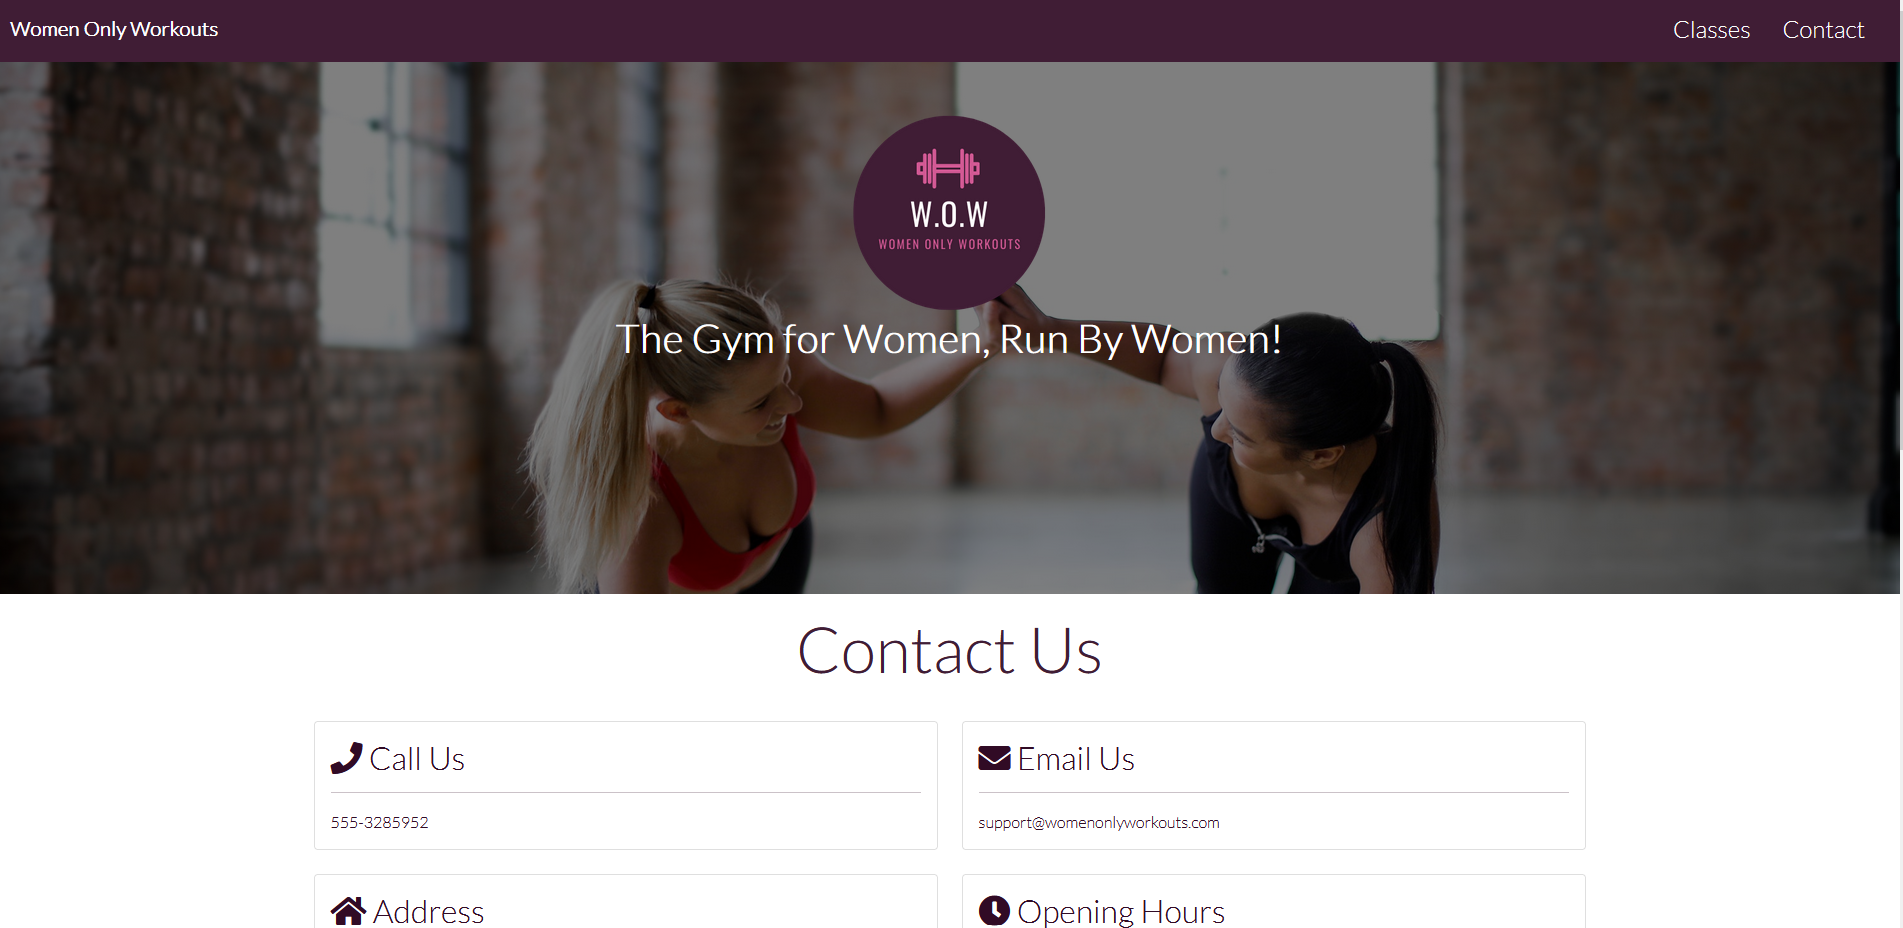 Women Only Workouts
Classes Contact
W.O.W
WOMEN ONLY WORKOUTS
The Gym for Women, Run By Women!
Contact Us
Call Us
555-3285952
Email Us
support@womenonlyworkouts.com
Address
Opening Hours